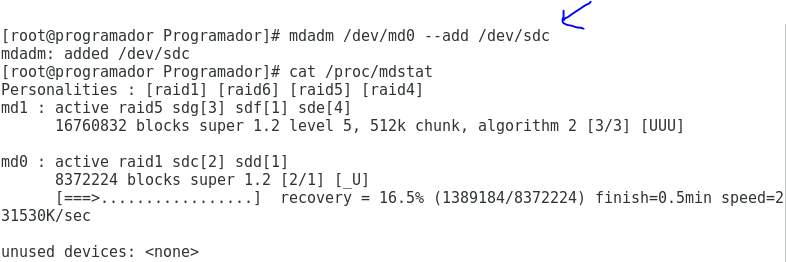 [root@programador Programador]# mdadm /dev/md0 --add /dev/sdc
mdadm: added /dev/sdc
[root@programador Programador]# cat /proc/mdstat
Personalities : [raid1] [raid6] [raid5] [raid4]
md1 : active raid5 sdg[3] sdf[1] sde[4]
      16760832 blocks super 1.2 level 5, 512k chunk, algorithm 2 [3/3] [UUU]

md0 : active raid1 sdc[2] sdd[1]
      8372224 blocks super 1.2 [2/1] [_U]
      [===>.................]  recovery = 16.5% (1389184/8372224) finish=0.5min speed=2
31530K/sec

unused devices: <none>